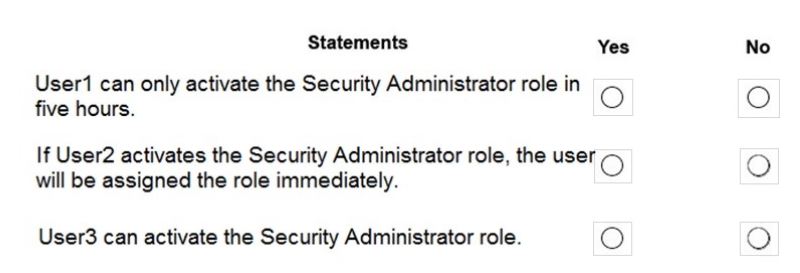 Statements Yes No
User1 can only activate the Security Administrator role in
five hours.
If User2 activates the Security Administrator role, the user
will be assigned the role immediately.
User3 can activate the Security Administrator role.